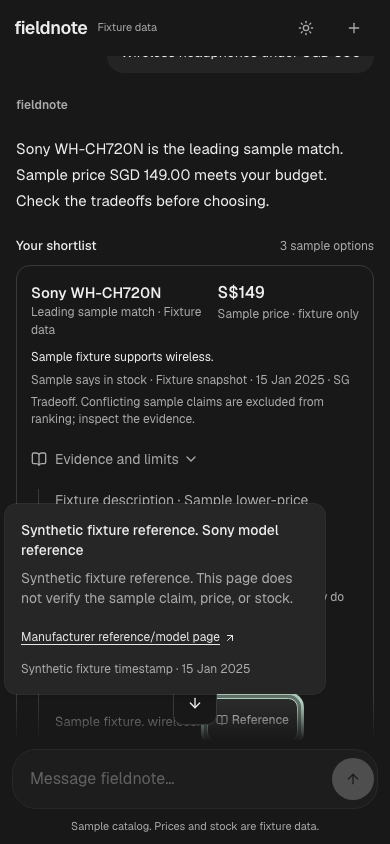 fieldnote Fixture data
Wireless headphones under SGD 300
fieldnote
Sony WH-CH720N is the leading sample match.
Sample price SGD 149.00 meets your budget.
Check the tradeoffs before choosing.
Your shortlist 3 sample options
Sony WH-CH720N S$149
Leading sample match · Fixture data
Sample price · fixture only
Sample fixture supports wireless.
Sample says in stock · Fixture snapshot · 15 Jan 2025 · SG
Tradeoff. Conflicting sample claims are excluded from
ranking; inspect the evidence.
Evidence and limits
Fixture description · Sample lower-price
Synthetic fixture reference. Sony model
reference
Synthetic fixture reference. This page does
not verify the sample claim, price, or stock.
do
Manufacturer reference/model page
Synthetic fixture timestamp · 15 Jan 2025
Sample fixture. wireless
Reference
Message fieldnote...
Sample catalog. Prices and stock are fixture data.